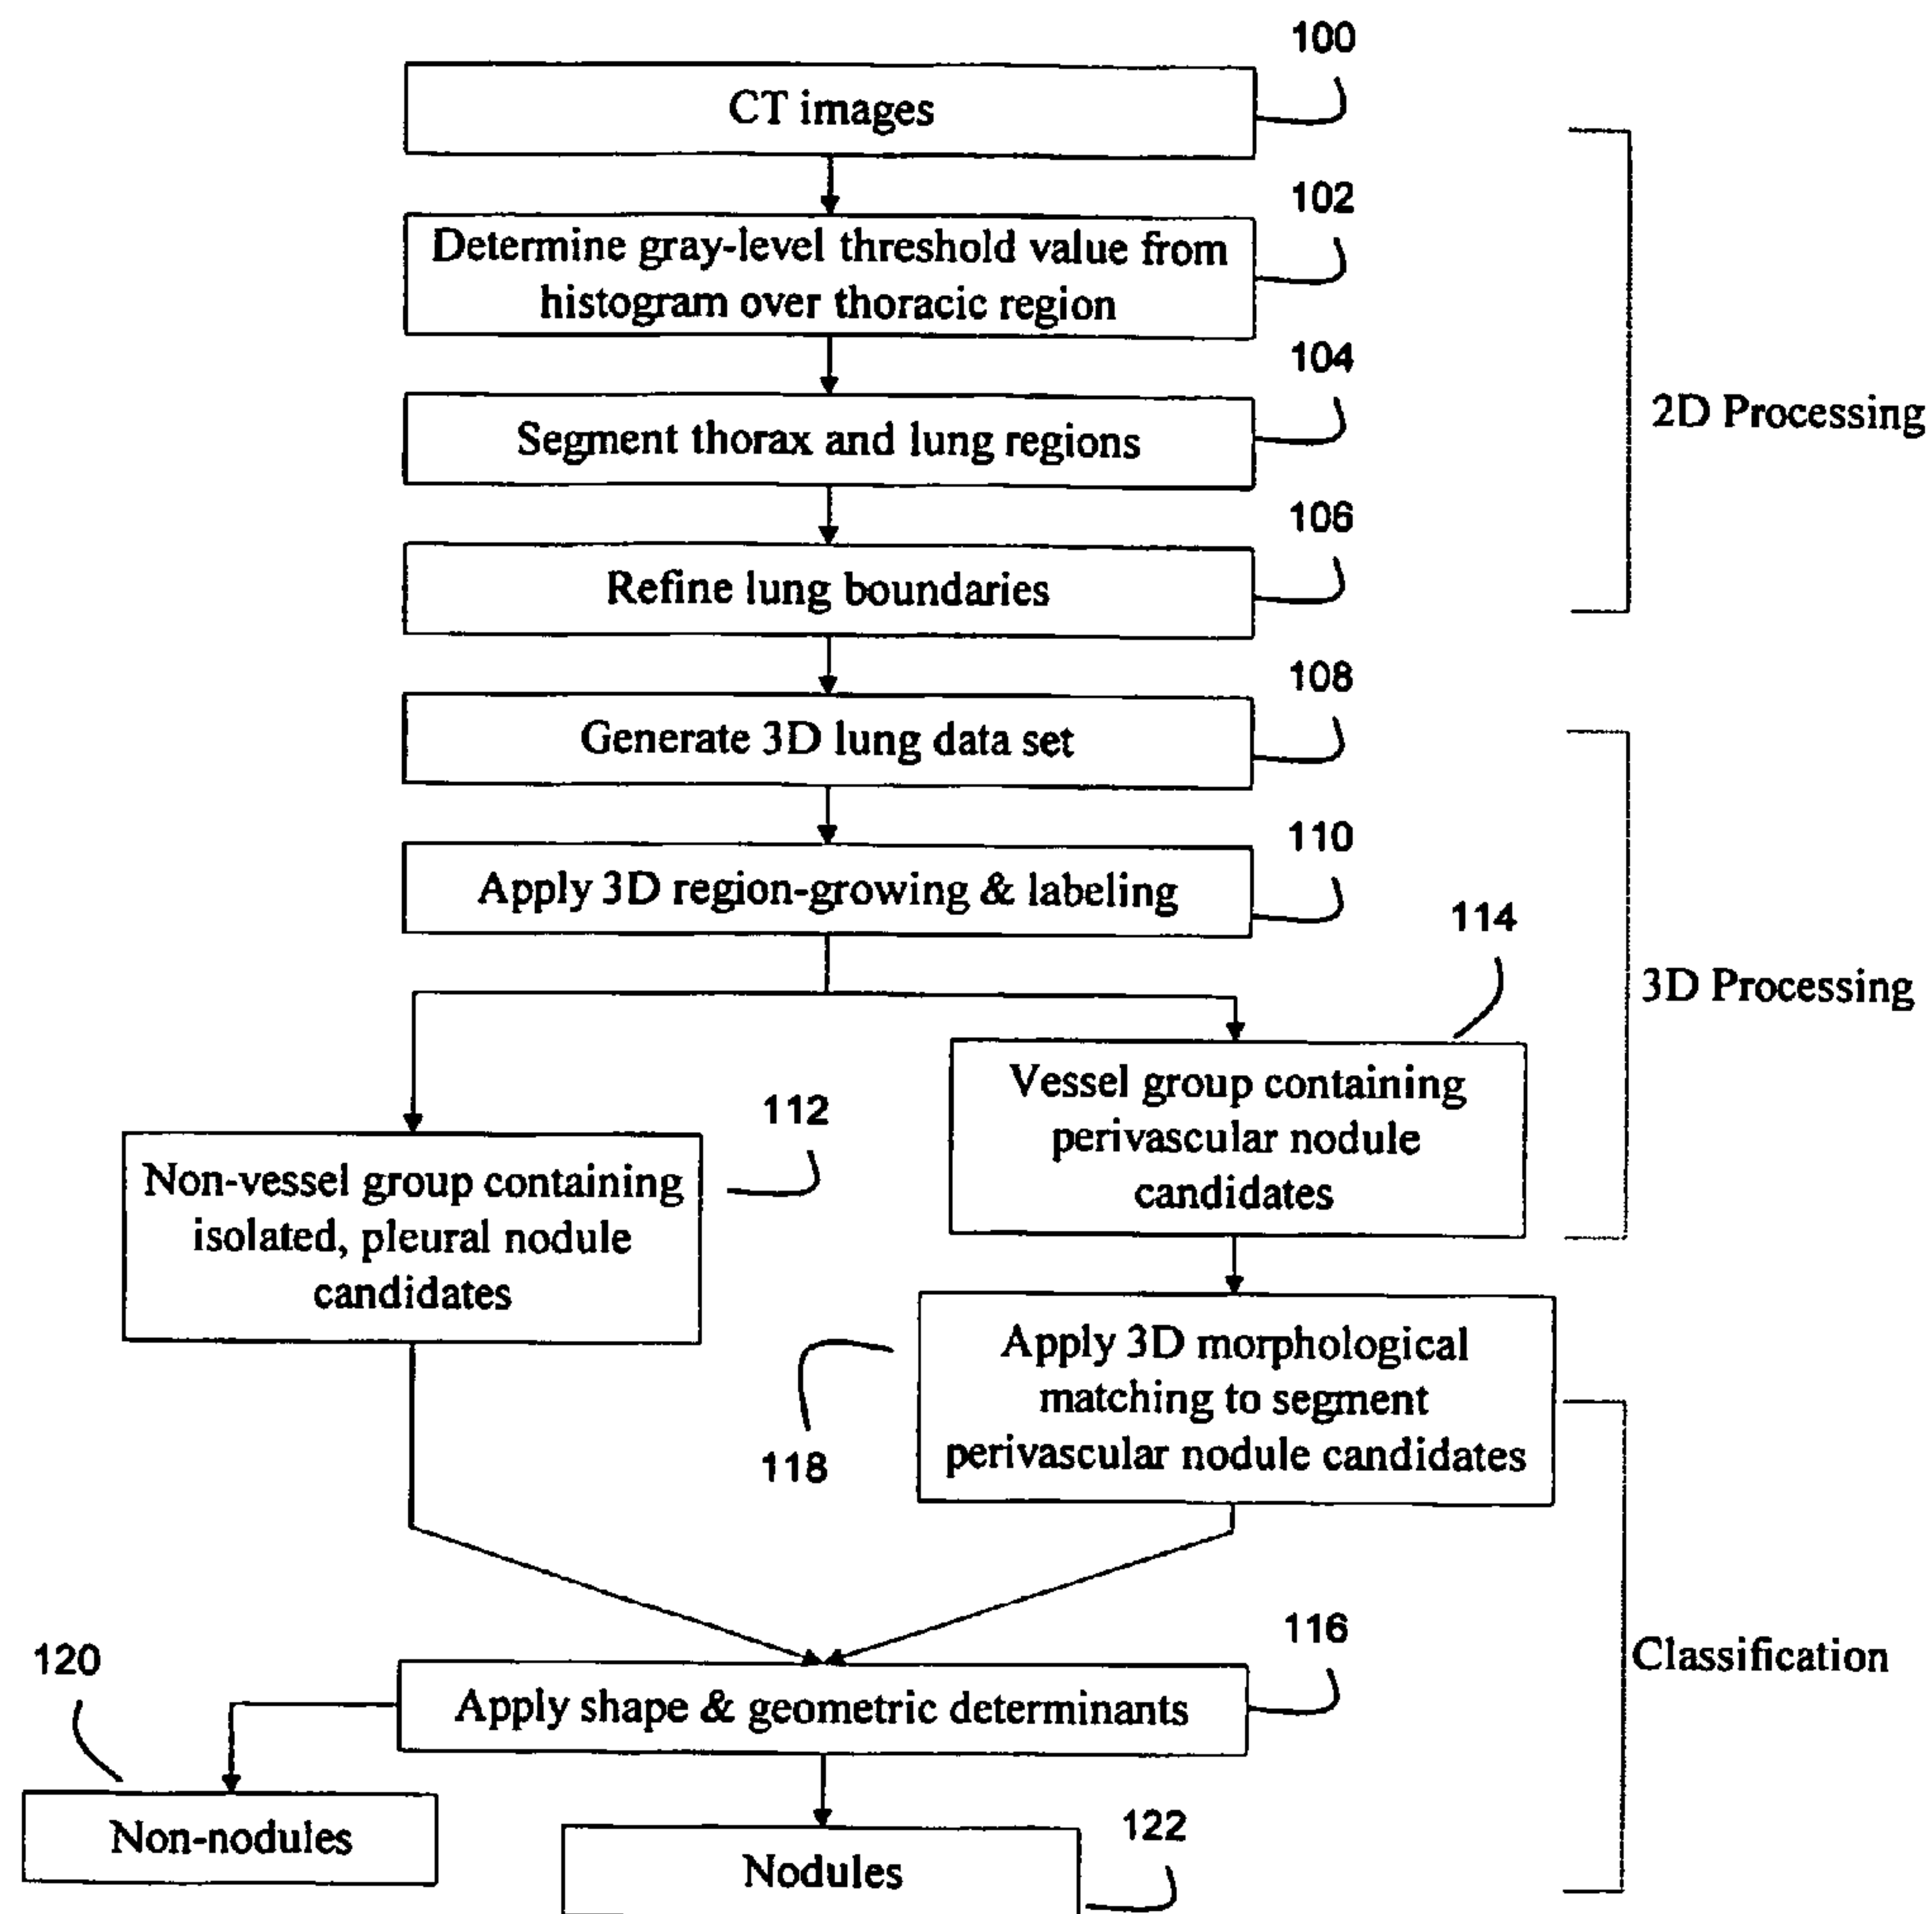 100
CT images
102
Determine gray-level threshold value from
histogram over thoracic region
104
Segment thorax and lung regions
2D Processing
106
Refine lung boundaries
108
Generate 3D lung data set
110
Apply 3D region-growing & labeling
114
3D Processing
Vessel group containing
perivascular nodule
candidates
112
Non-vessel group containing
isolated, pleural nodule
candidates
Apply 3D morphological
matching to segment
perivascular nodule candidates
118
116
Classification
120
Apply shape & geometric determinants
Non-nodules
122
Nodules